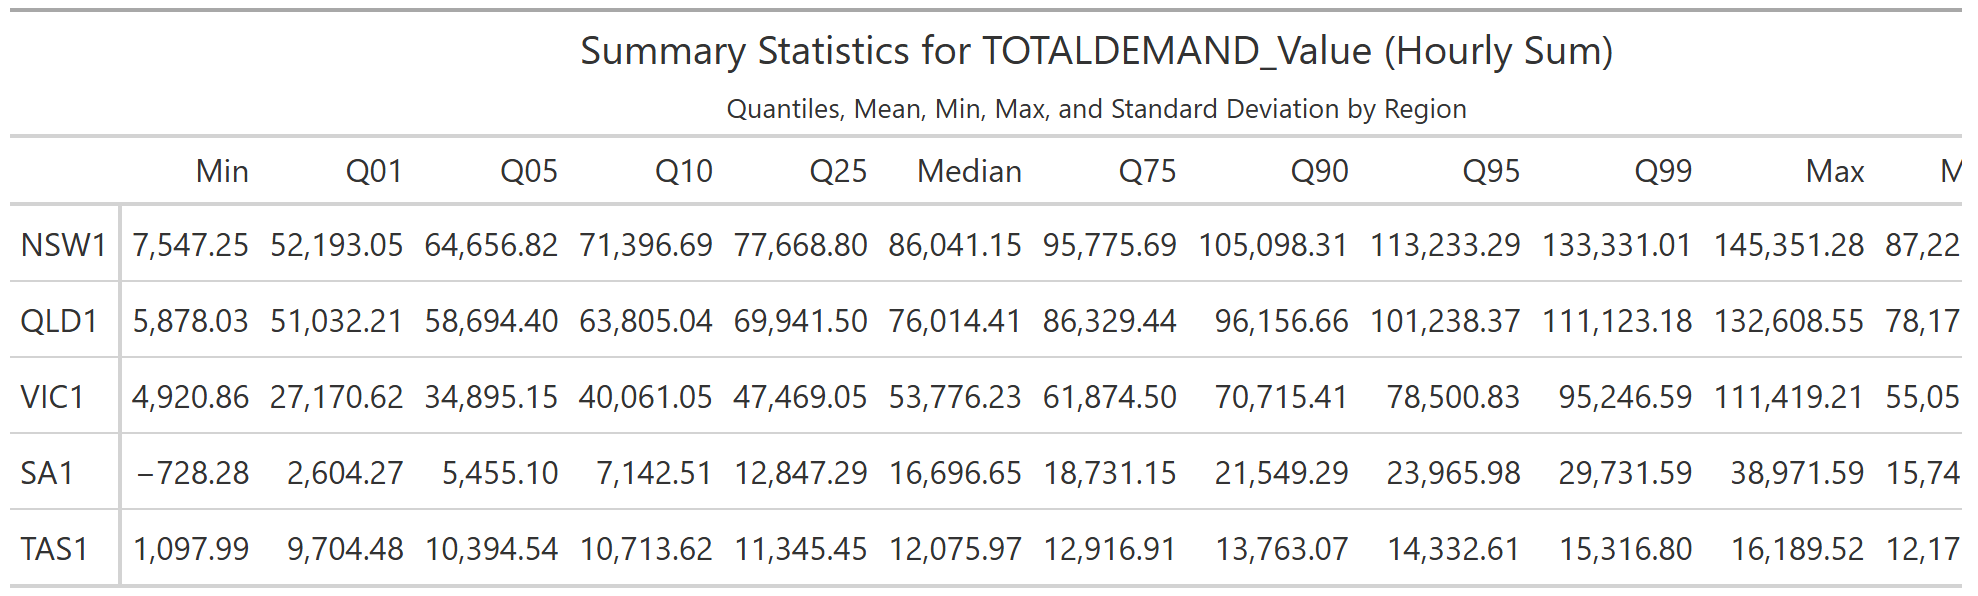 Summary Statistics for TOTALDEMAND_Value (Hourly Sum)
Quantiles, Mean, Min, Max, and Standard Deviation by Region
Min Q01 Q05 Q10 Q25 Median Q75 Q90 Q95 Q99 Max M
NSW1 7,547.25 52,193.05 64,656.82 71,396.69 77,668.80 86,041.15 95,775.69 105,098.31 113,233.29 133,331.01 145,351.28 87,22
QLD1 5,878.03 51,032.21 58,694.40 63,805.04 69,941.50 76,014.41 86,329.44 96,156.66 101,238.37 111,123.18 132,608.55 78,17
VIC1 4,920.86 27,170.62 34,895.15 40,061.05 47,469.05 53,776.23 61,874.50 70,715.41 78,500.83 95,246.59 111,419.21 55,05
SA1 −728.28 2,604.27 5,455.10 7,142.51 12,847.29 16,696.65 18,731.15 21,549.29 23,965.98 29,731.59 38,971.59 15,74
TAS1 1,097.99 9,704.48 10,394.54 10,713.62 11,345.45 12,075.97 12,916.91 13,763.07 14,332.61 15,316.80 16,189.52 12,17